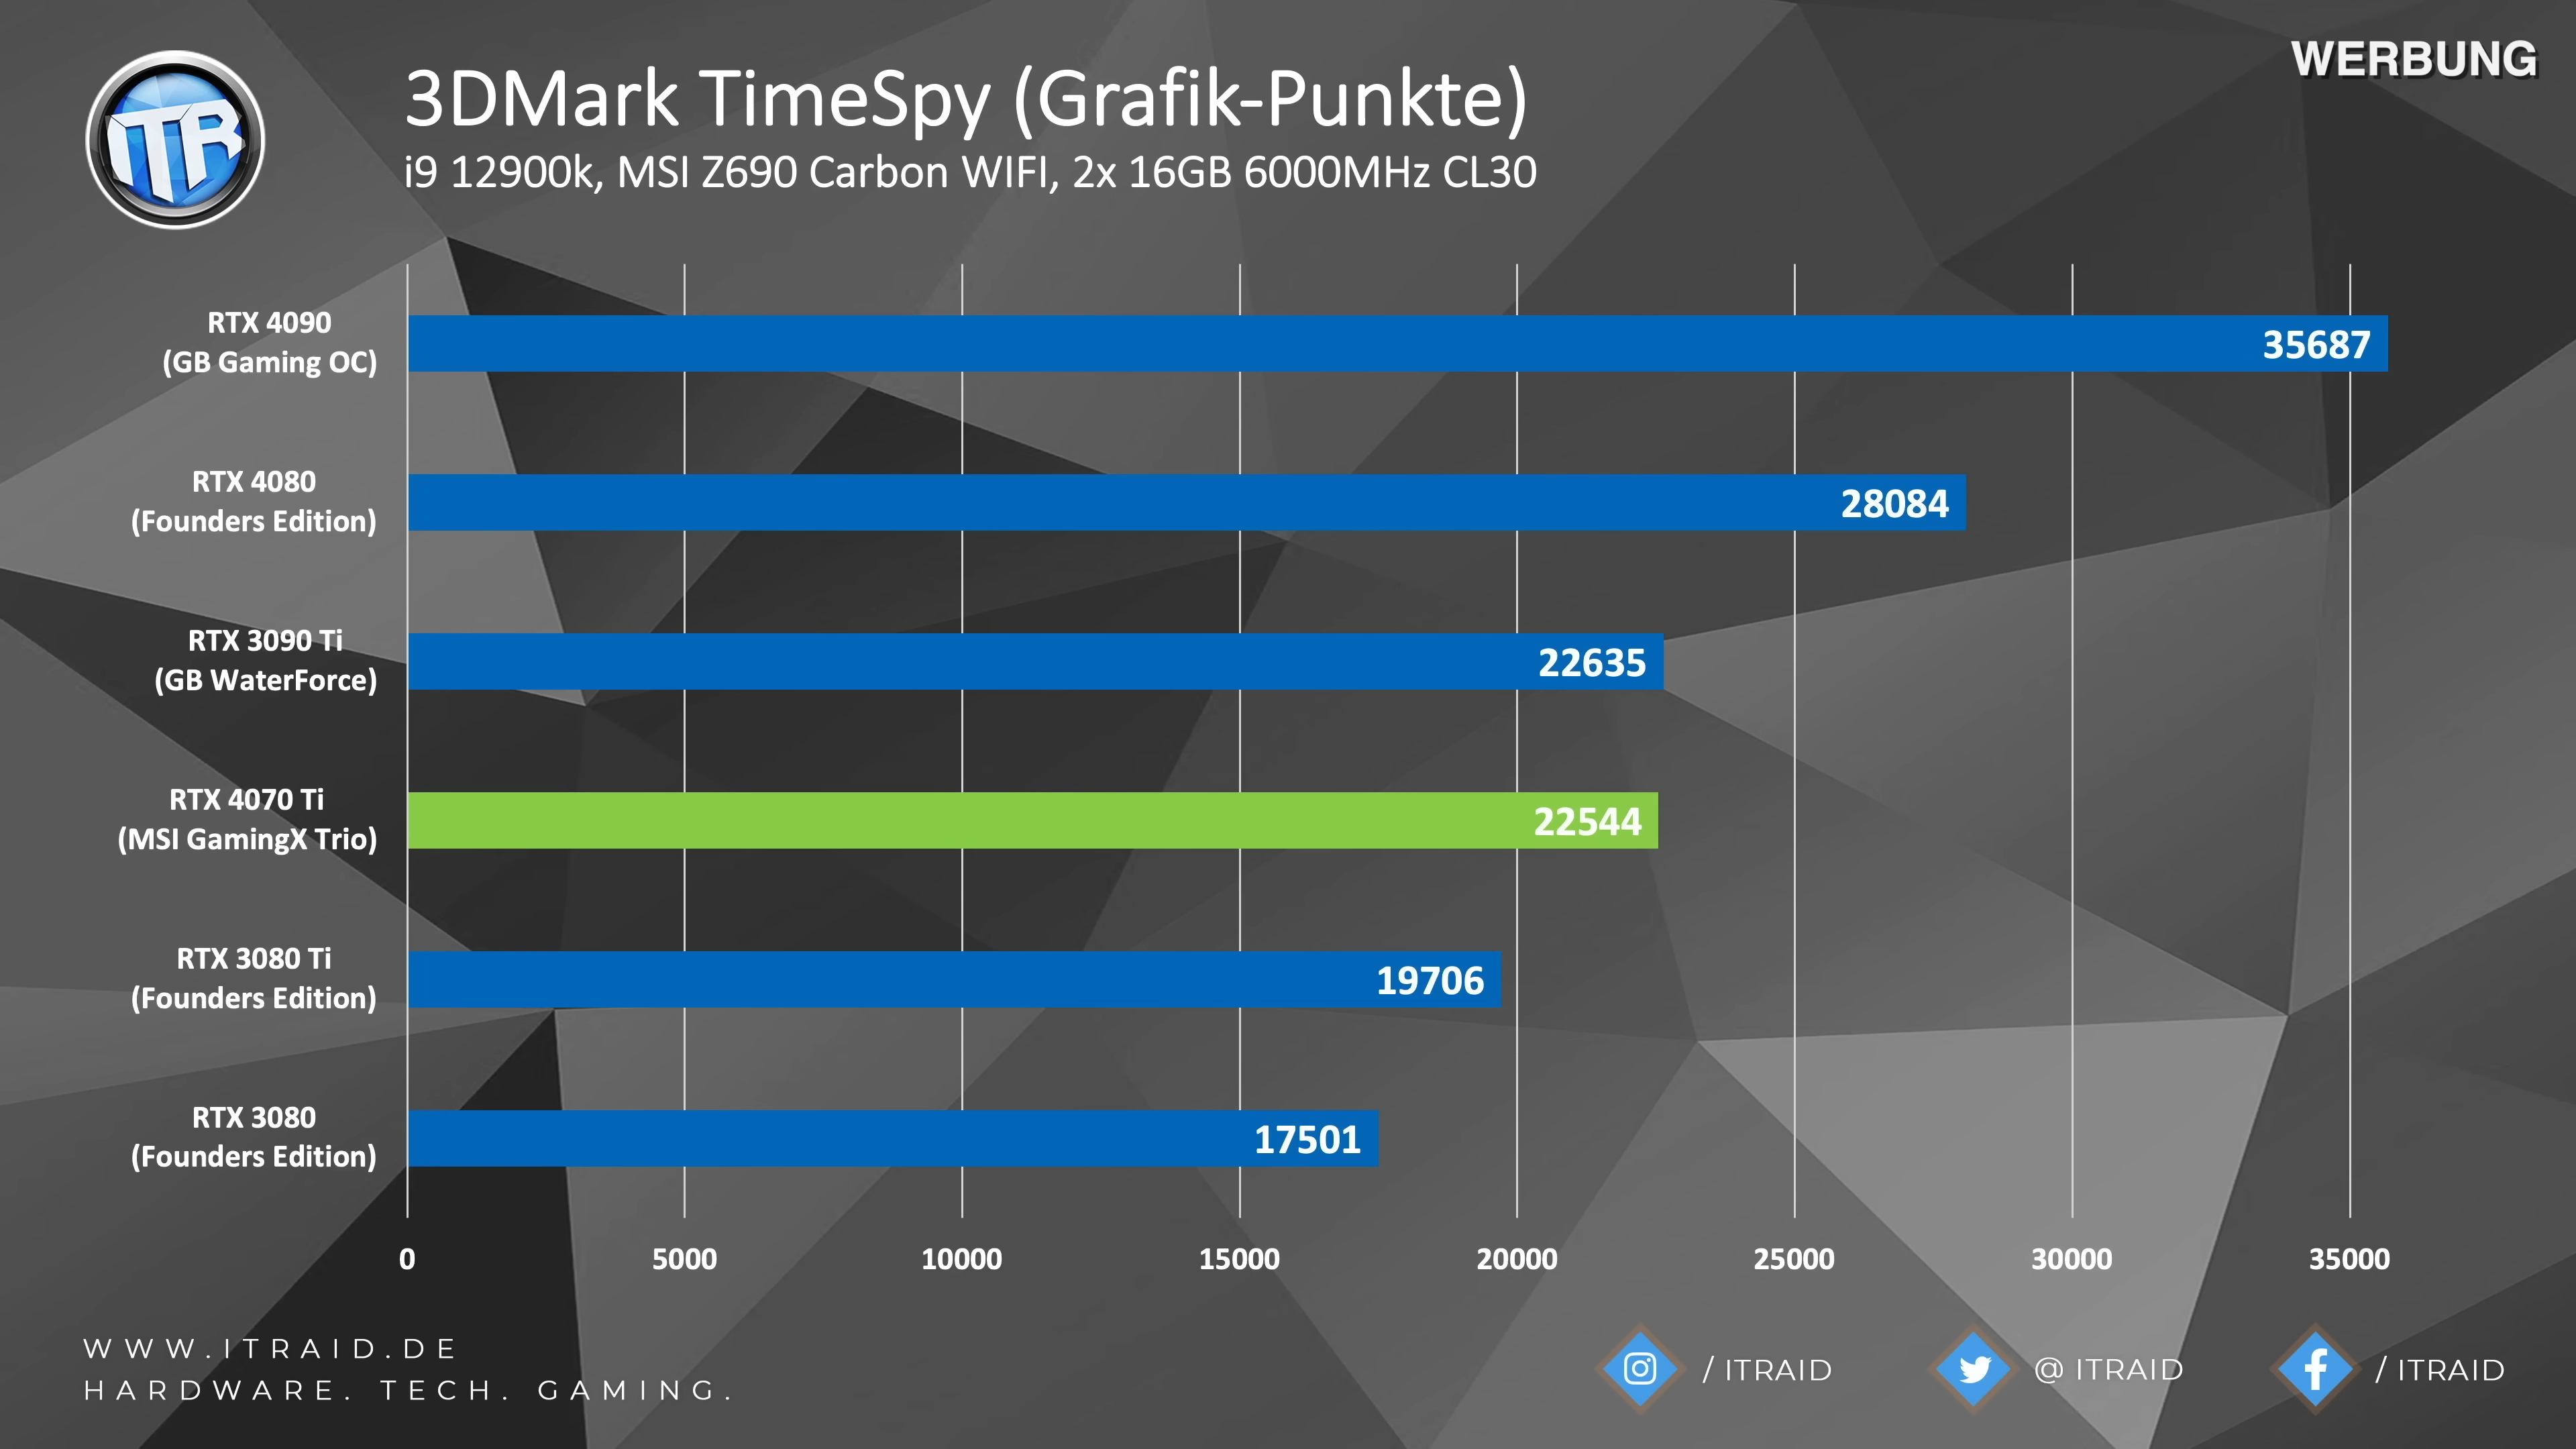 WERBUNG
ITR
3DMark TimeSpy (Grafik-Punkte)
i9 12900k, MSI Z690 Carbon WIFI, 2x 16GB 6000MHz CL30
RTX 4090
(GB Gaming OC)
35687
RTX 4080
(Founders Edition)
28084
RTX 3090 Ti
(GB WaterForce)
22635
RTX 4070 Ti
(MSI GamingX Trio)
22544
RTX 3080 Ti
(Founders Edition)
19706
RTX 3080
(Founders Edition)
17501
0 5000 10000 15000 20000 25000 30000 35000
WWW.ITRAID.DE
HARDWARE. TECH. GAMING.
/ ITRAID @ ITRAID / ITRAID